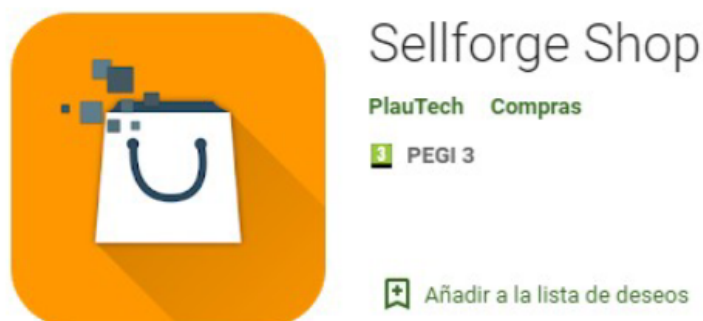 Sellforge Shop
PlauTech Compras
3 PEGI 3
Añadir a la lista de deseos